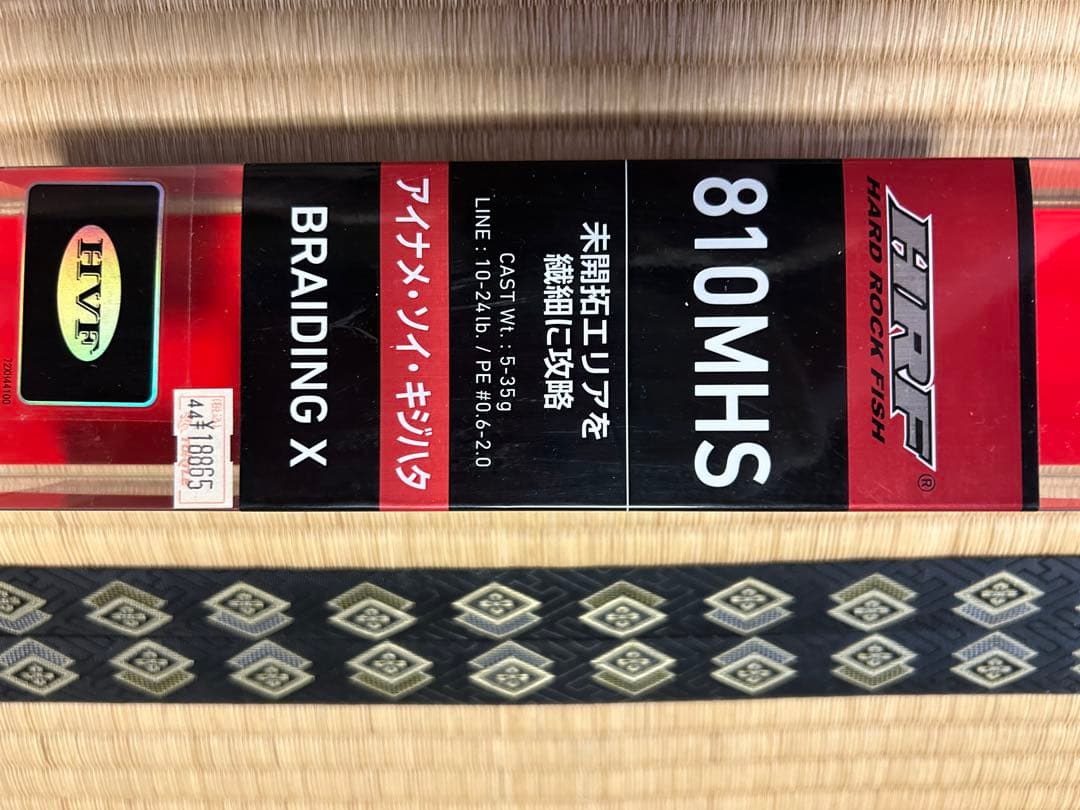 HRF®
HARD ROCK FISH
810MHS
未開拓エリアを
繊細に攻略
CAST Wt. : 5-35g
LINE : 10-24lb. / PE #0.6-2.0
アイナメ・ソイ・キジハタ
BRAIDING X
HVF
¥18865